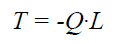 T = -Q·L